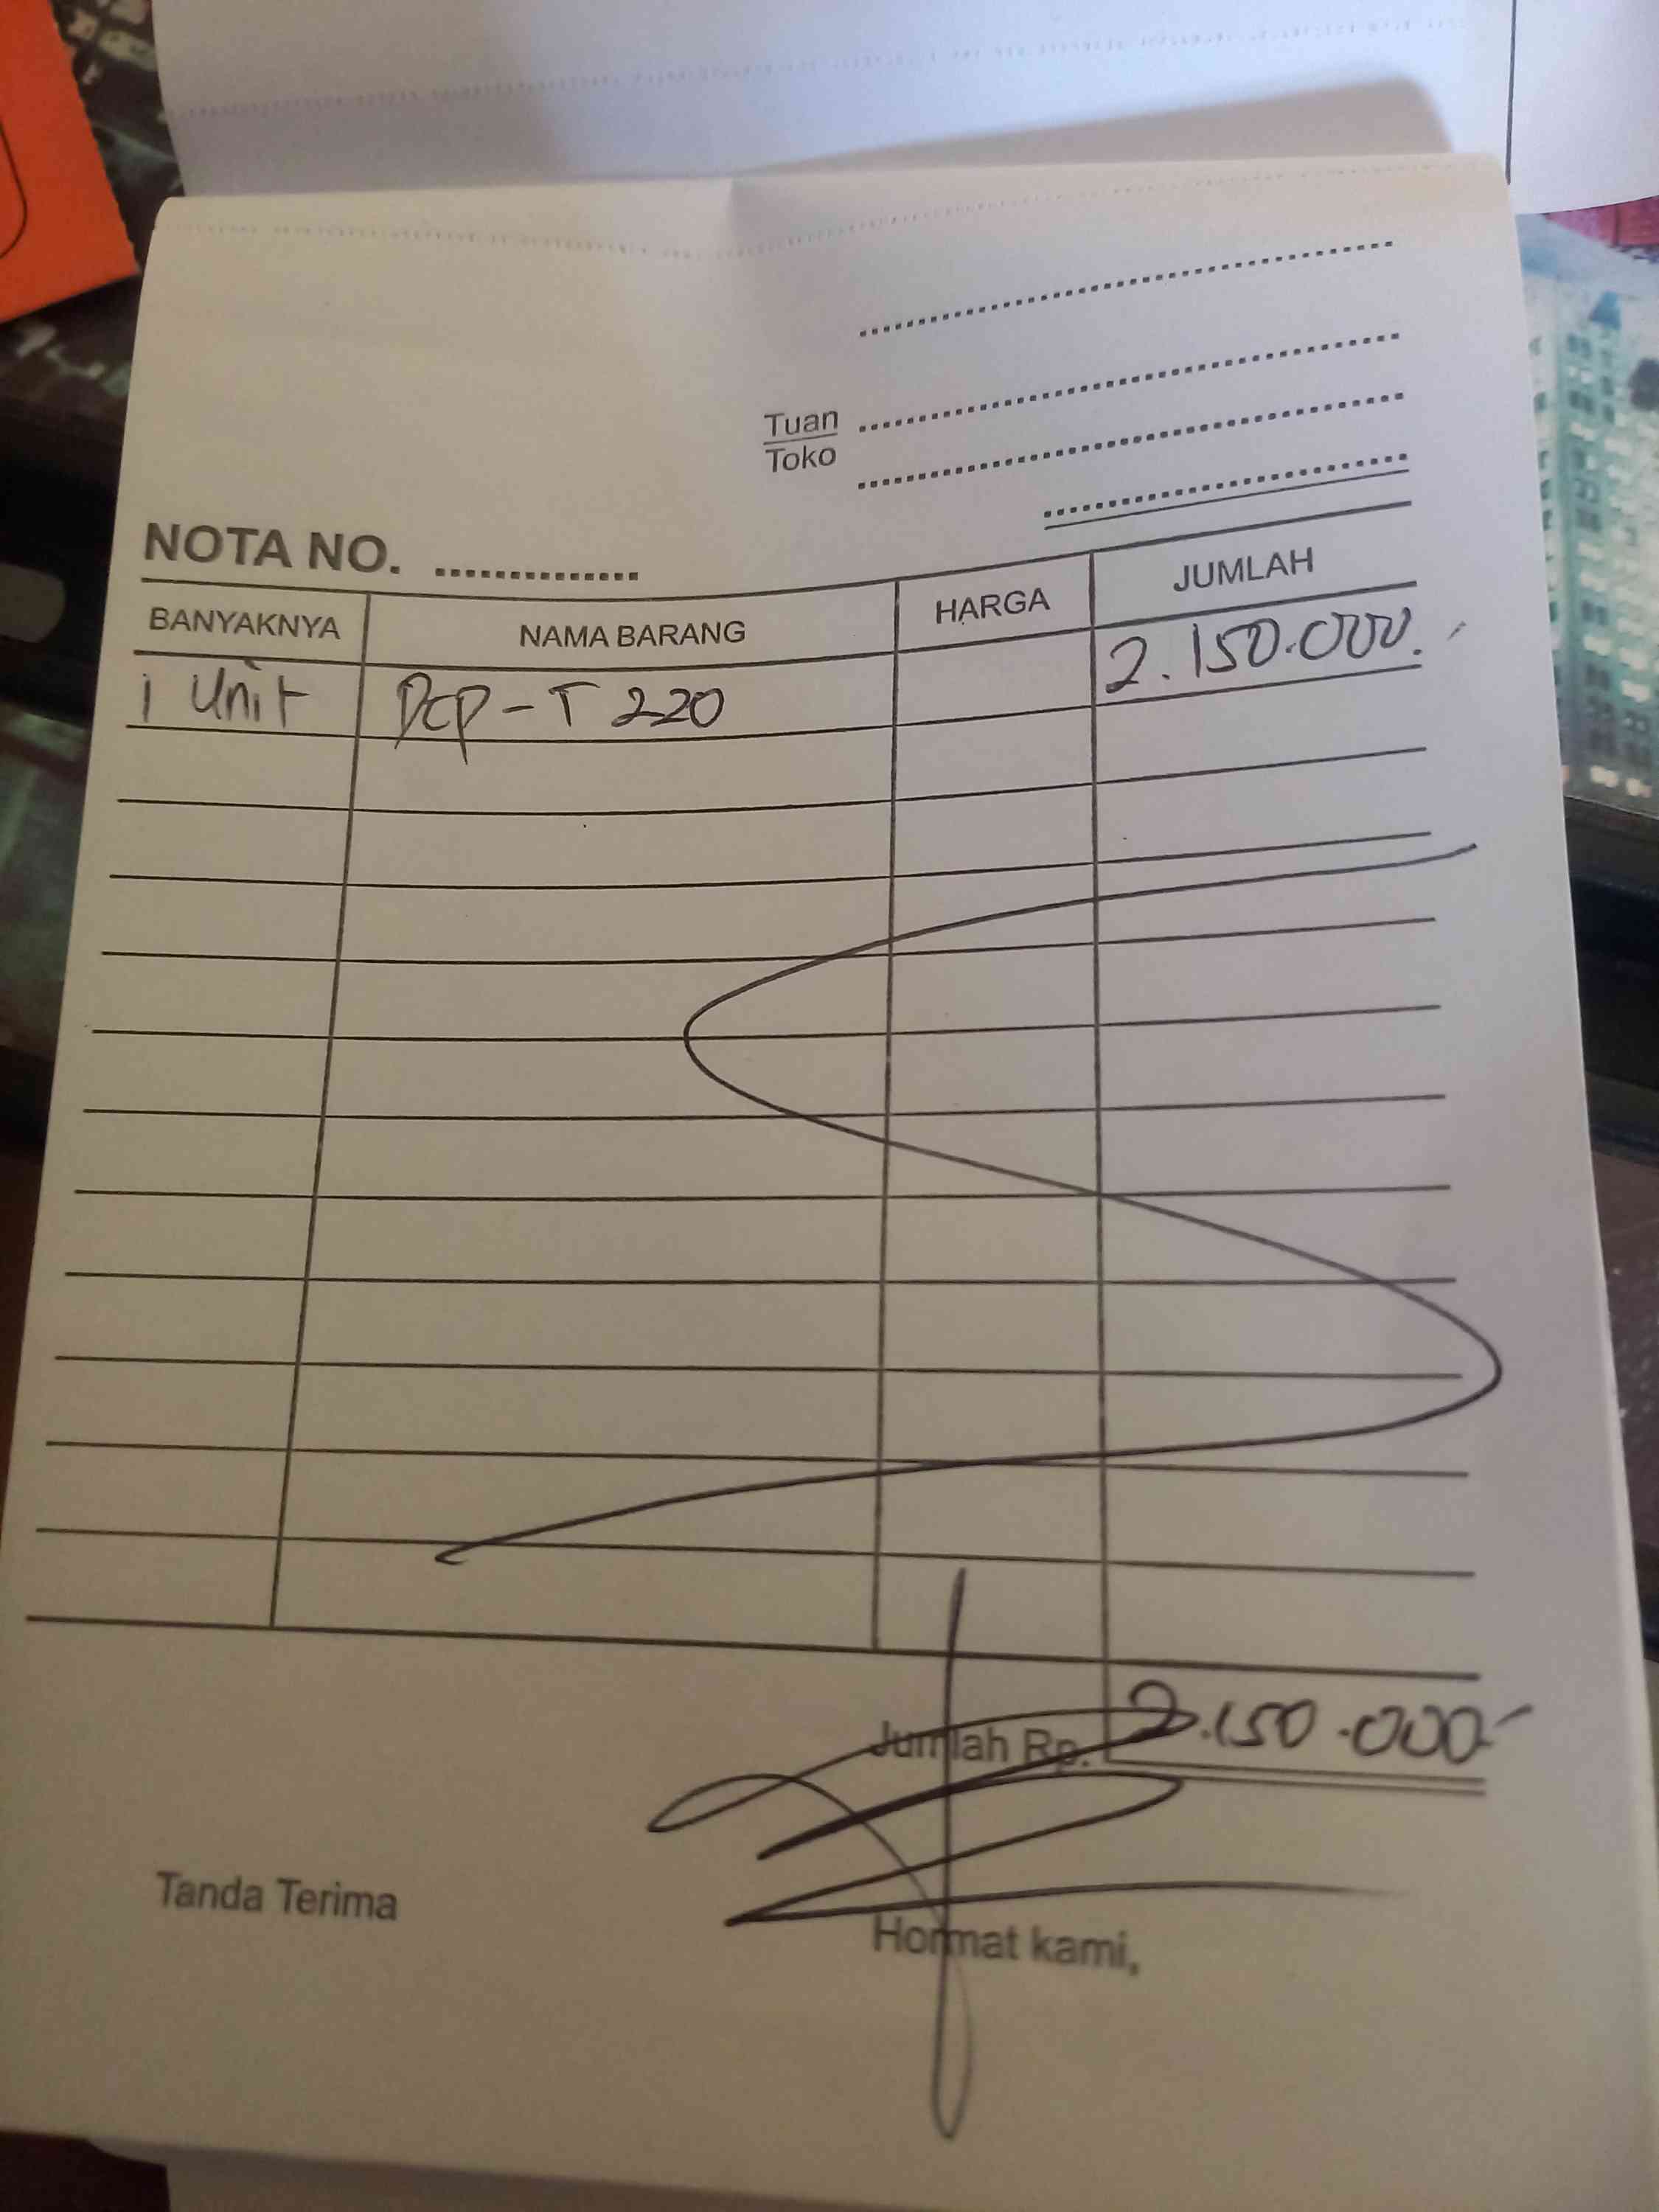 Tuan
Toko
NOTA NO. ..............
BANYAKNYA NAMA BARANG HARGA JUMLAH
1 Unit DCP-T 220 2.150.000.-
Jumlah Rp. 2.150.000-
Tanda Terima
Hormat kami,